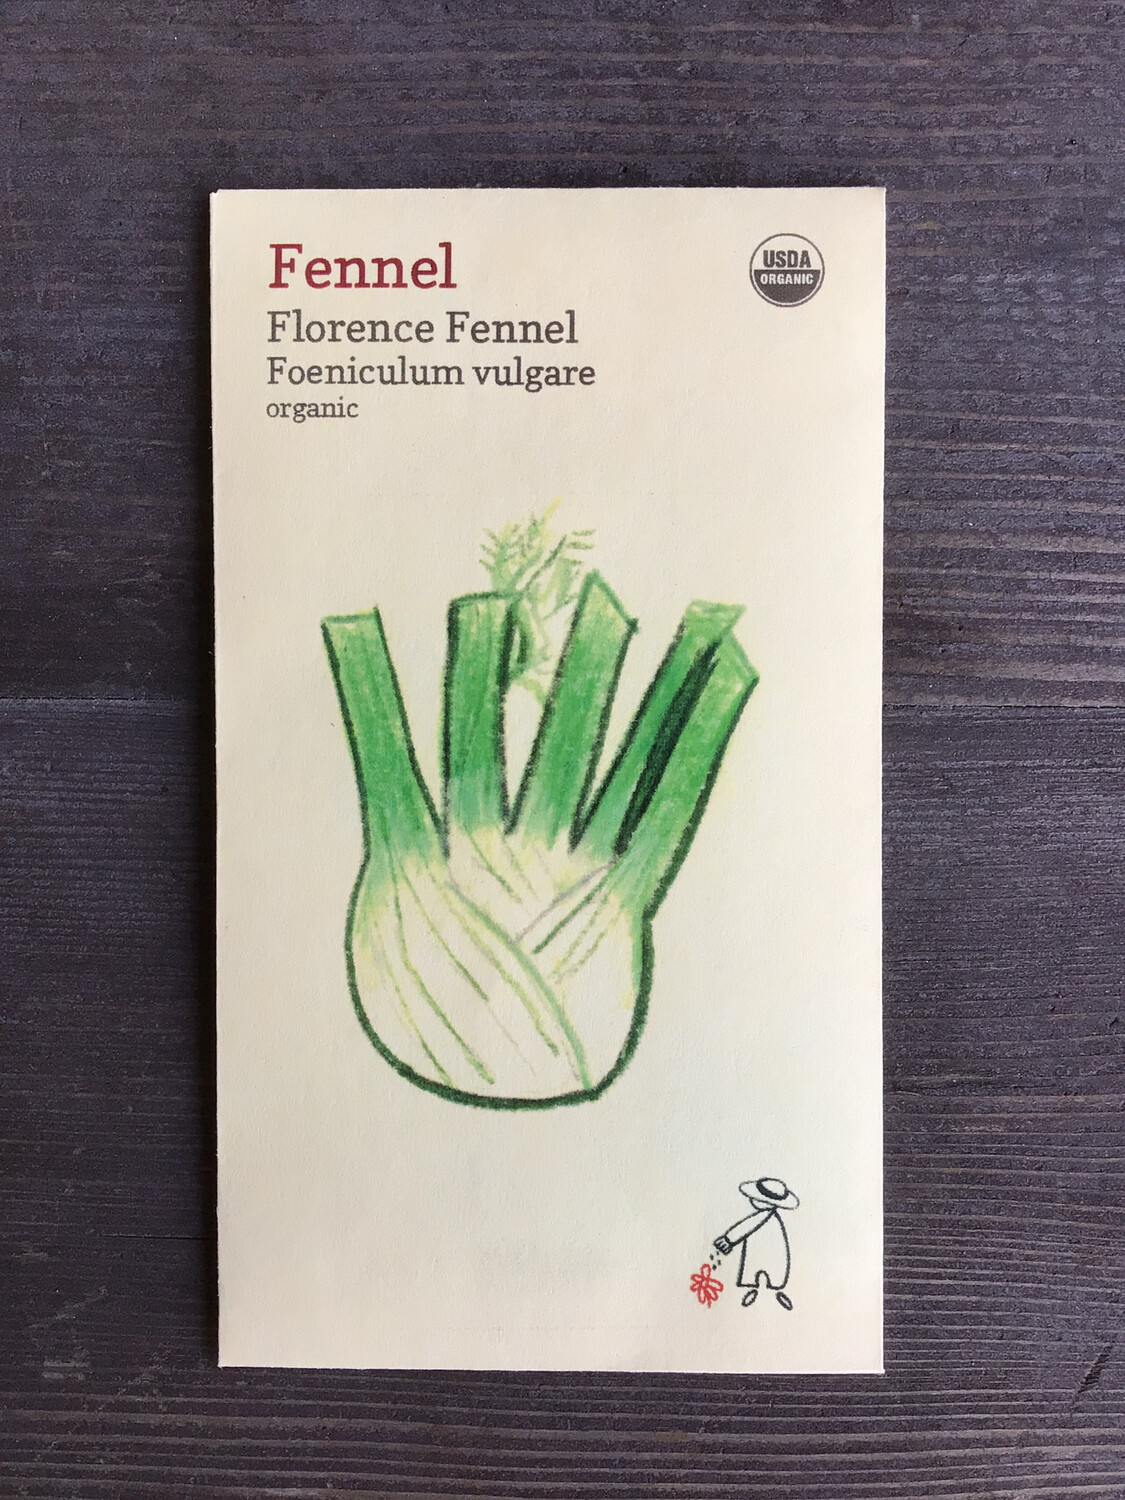 Fennel
Florence Fennel
Foeniculum vulgare
organic
USDA
ORGANIC